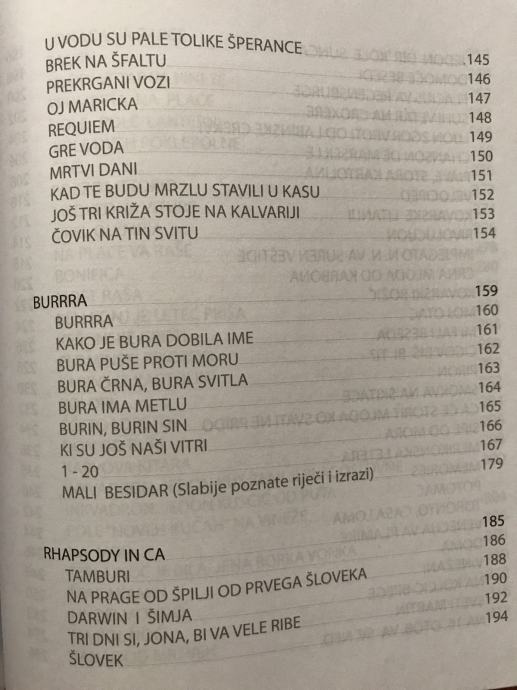 U VODU SU PALE TOLIKE ŠPERANCE 145
BREK NA ŠFALTU 146
PREKRGANI VOZI 147
OJ MARICKA 148
REQUIEM 149
GRE VODA 150
MRTVI DANI 151
KAD TE BUDU MRZLU STAVILI U KASU 152
JOŠ TRI KRIŽA STOJE NA KALVARIJI 153
ČOVIK NA TIN SVITU 154
BURRRA 159
BURRRA 160
KAKO JE BURA DOBILA IME 161
BURA PUŠE PROTI MORU 162
BURA ČRNA, BURA SVITLA 163
BURA IMA METLU 164
BURIN, BURIN SIN 165
KI SU JOŠ NAŠI VITRI 166
1 - 20 167
MALI BESIDAR (Slabije poznate riječi i izrazi) 179
RHAPSODY IN CA 185
TAMBURI 186
NA PRAGE OD ŠPILJI OD PRVEGA ŠLOVEKA 188
DARWIN I ŠIMJA 190
TRI DNI SI, JONA, BI VA VELE RIBE 192
ŠLOVEK 194